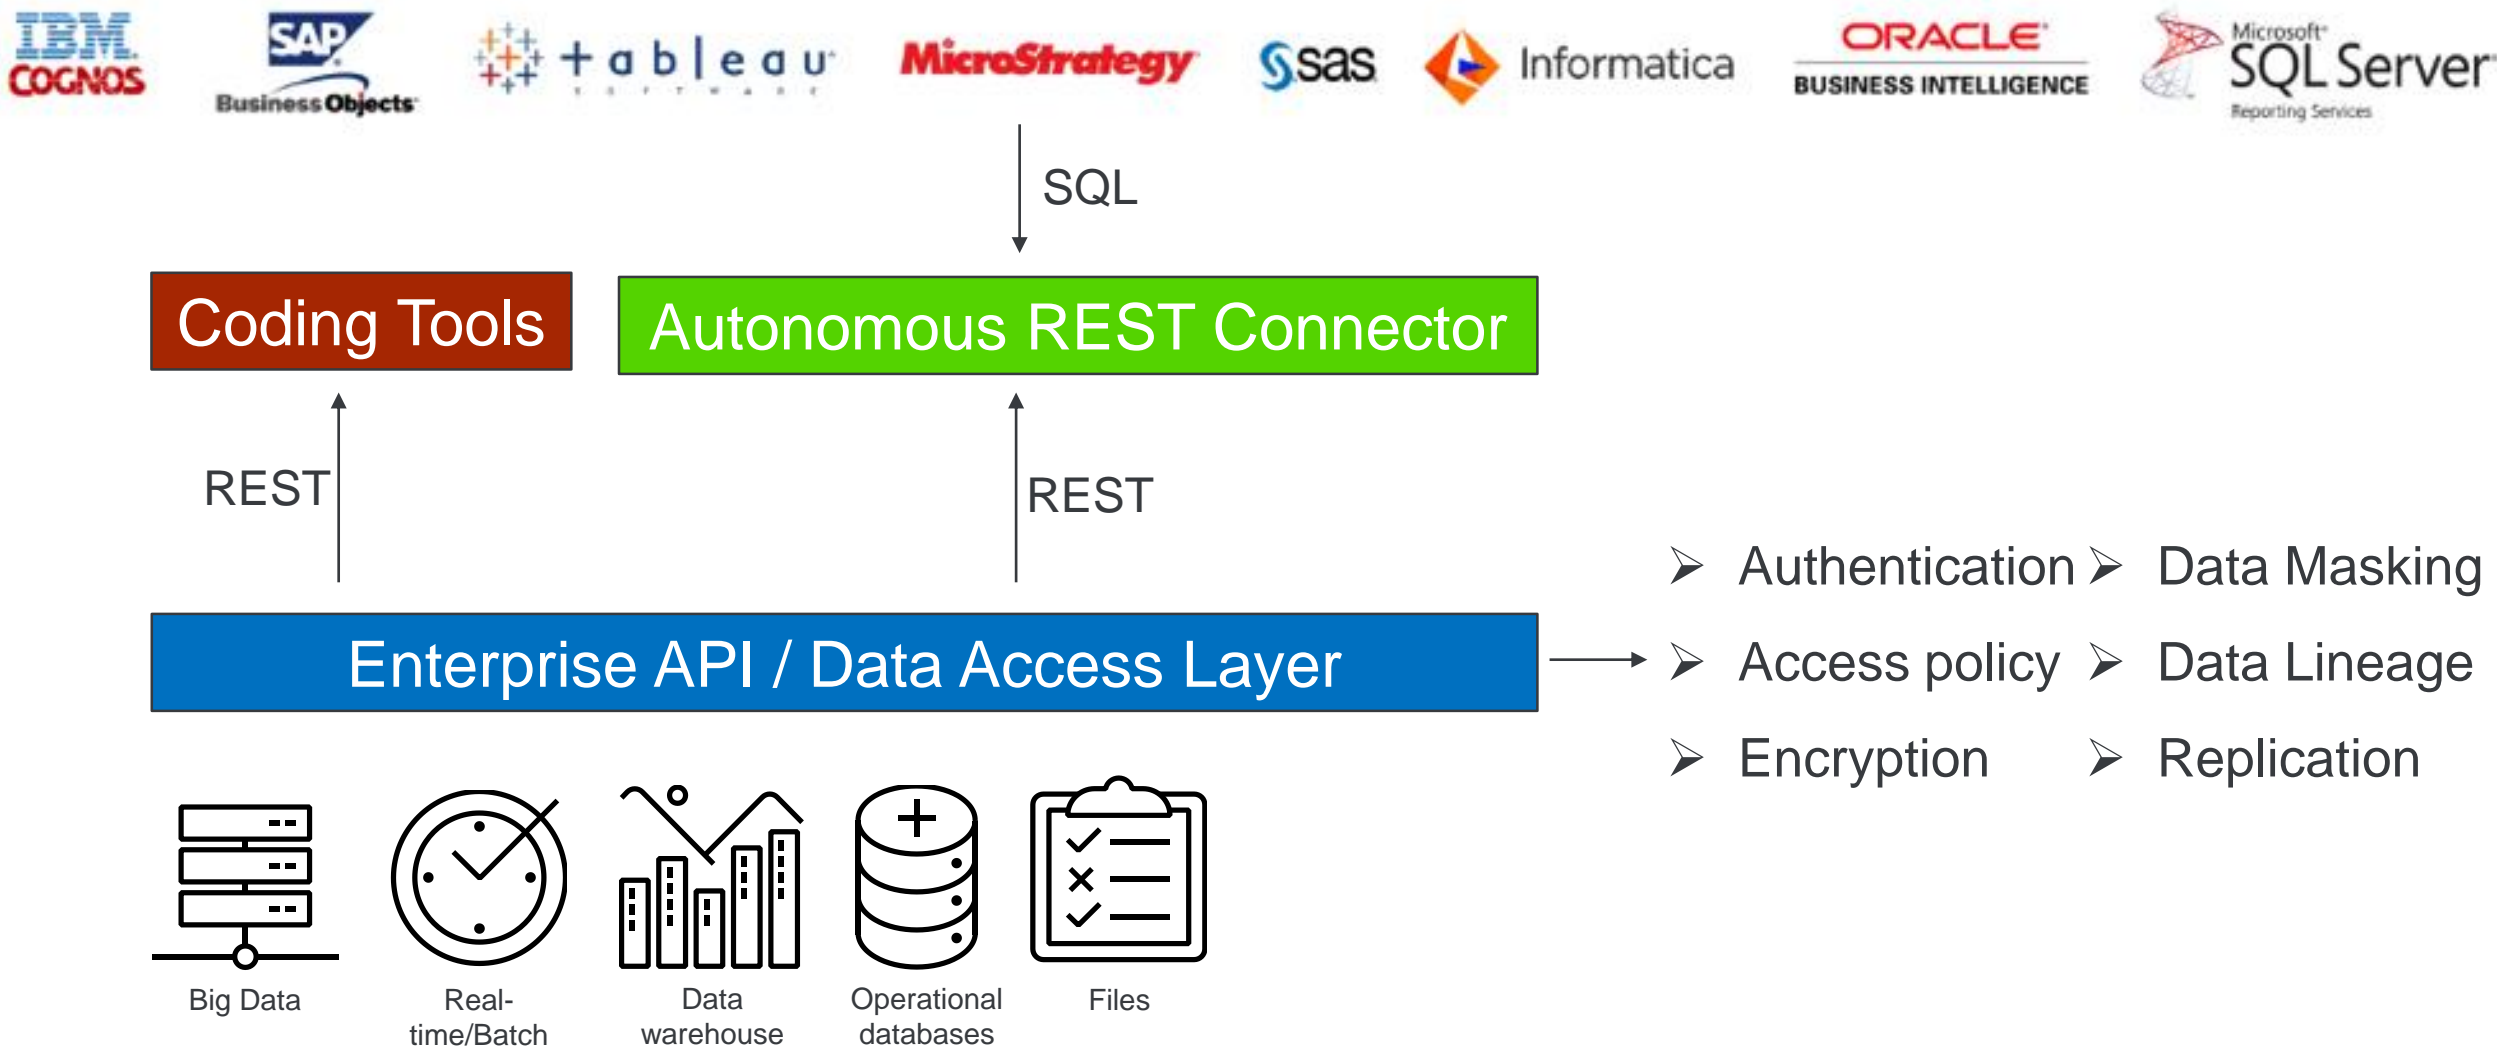 IBM.
COGNOS
SAP
Business Objects
+ a b l e a u
S O F T W A R E
MicroStrategy
sas
Informatica
ORACLE
BUSINESS INTELLIGENCE
Microsoft
SQL Server
Reporting Services
SQL
Coding Tools
Autonomous REST Connector
REST
REST
Enterprise API / Data Access Layer
Authentication
Data Masking
Access policy
Data Lineage
Encryption
Replication
Big Data
Real-
time/Batch
Data
warehouse
Operational
databases
Files